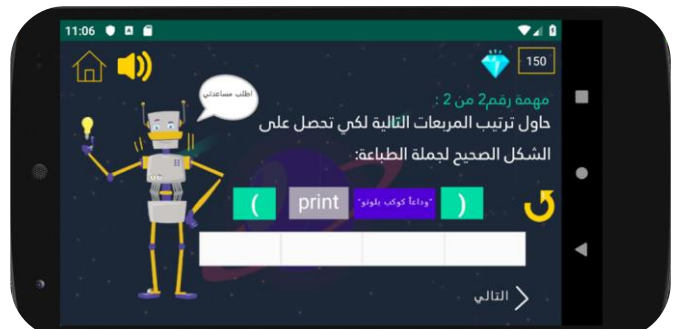 11:06
150
اطلب مساعدتي
مهمة رقم2 من 2 :
حاول ترتيب المربعات التالية لكي تحصل على
الشكل الصحيح لجملة الطباعة:
( print "وداعاً كوكب بلوتو" )
التالي